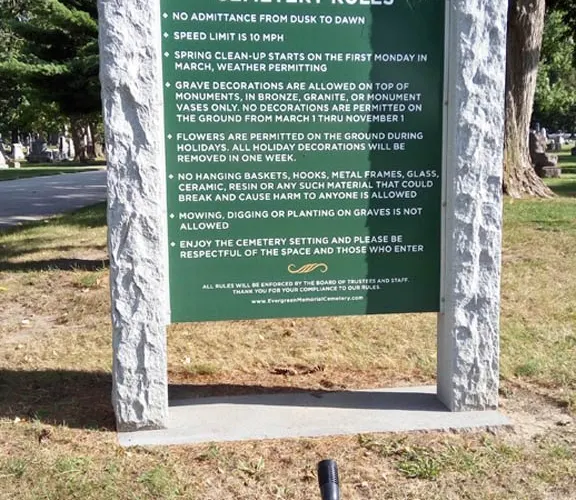 CEMETERY RULES
• NO ADMITTANCE FROM DUSK TO DAWN
• SPEED LIMIT IS 10 MPH
• SPRING CLEAN-UP STARTS ON THE FIRST MONDAY IN
MARCH, WEATHER PERMITTING
• GRAVE DECORATIONS ARE ALLOWED ON TOP OF
MONUMENTS, IN BRONZE, GRANITE, OR MONUMENT
VASES ONLY. NO DECORATIONS ARE PERMITTED ON
THE GROUND FROM MARCH 1 THRU NOVEMBER 1
• FLOWERS ARE PERMITTED ON THE GROUND DURING
HOLIDAYS. ALL HOLIDAY DECORATIONS WILL BE
REMOVED IN ONE WEEK.
• NO HANGING BASKETS, HOOKS, METAL FRAMES, GLASS,
CERAMIC, RESIN OR ANY SUCH MATERIAL THAT COULD
BREAK AND CAUSE HARM TO ANYONE IS ALLOWED
• MOWING, DIGGING OR PLANTING ON GRAVES IS NOT
ALLOWED
• ENJOY THE CEMETERY SETTING AND PLEASE BE
RESPECTFUL OF THE SPACE AND THOSE WHO ENTER
ALL RULES WILL BE ENFORCED BY THE BOARD OF TRUSTEES AND STAFF.
THANK YOU FOR YOUR COMPLIANCE TO OUR RULES.
www.EvergreenMemorialCemetery.com